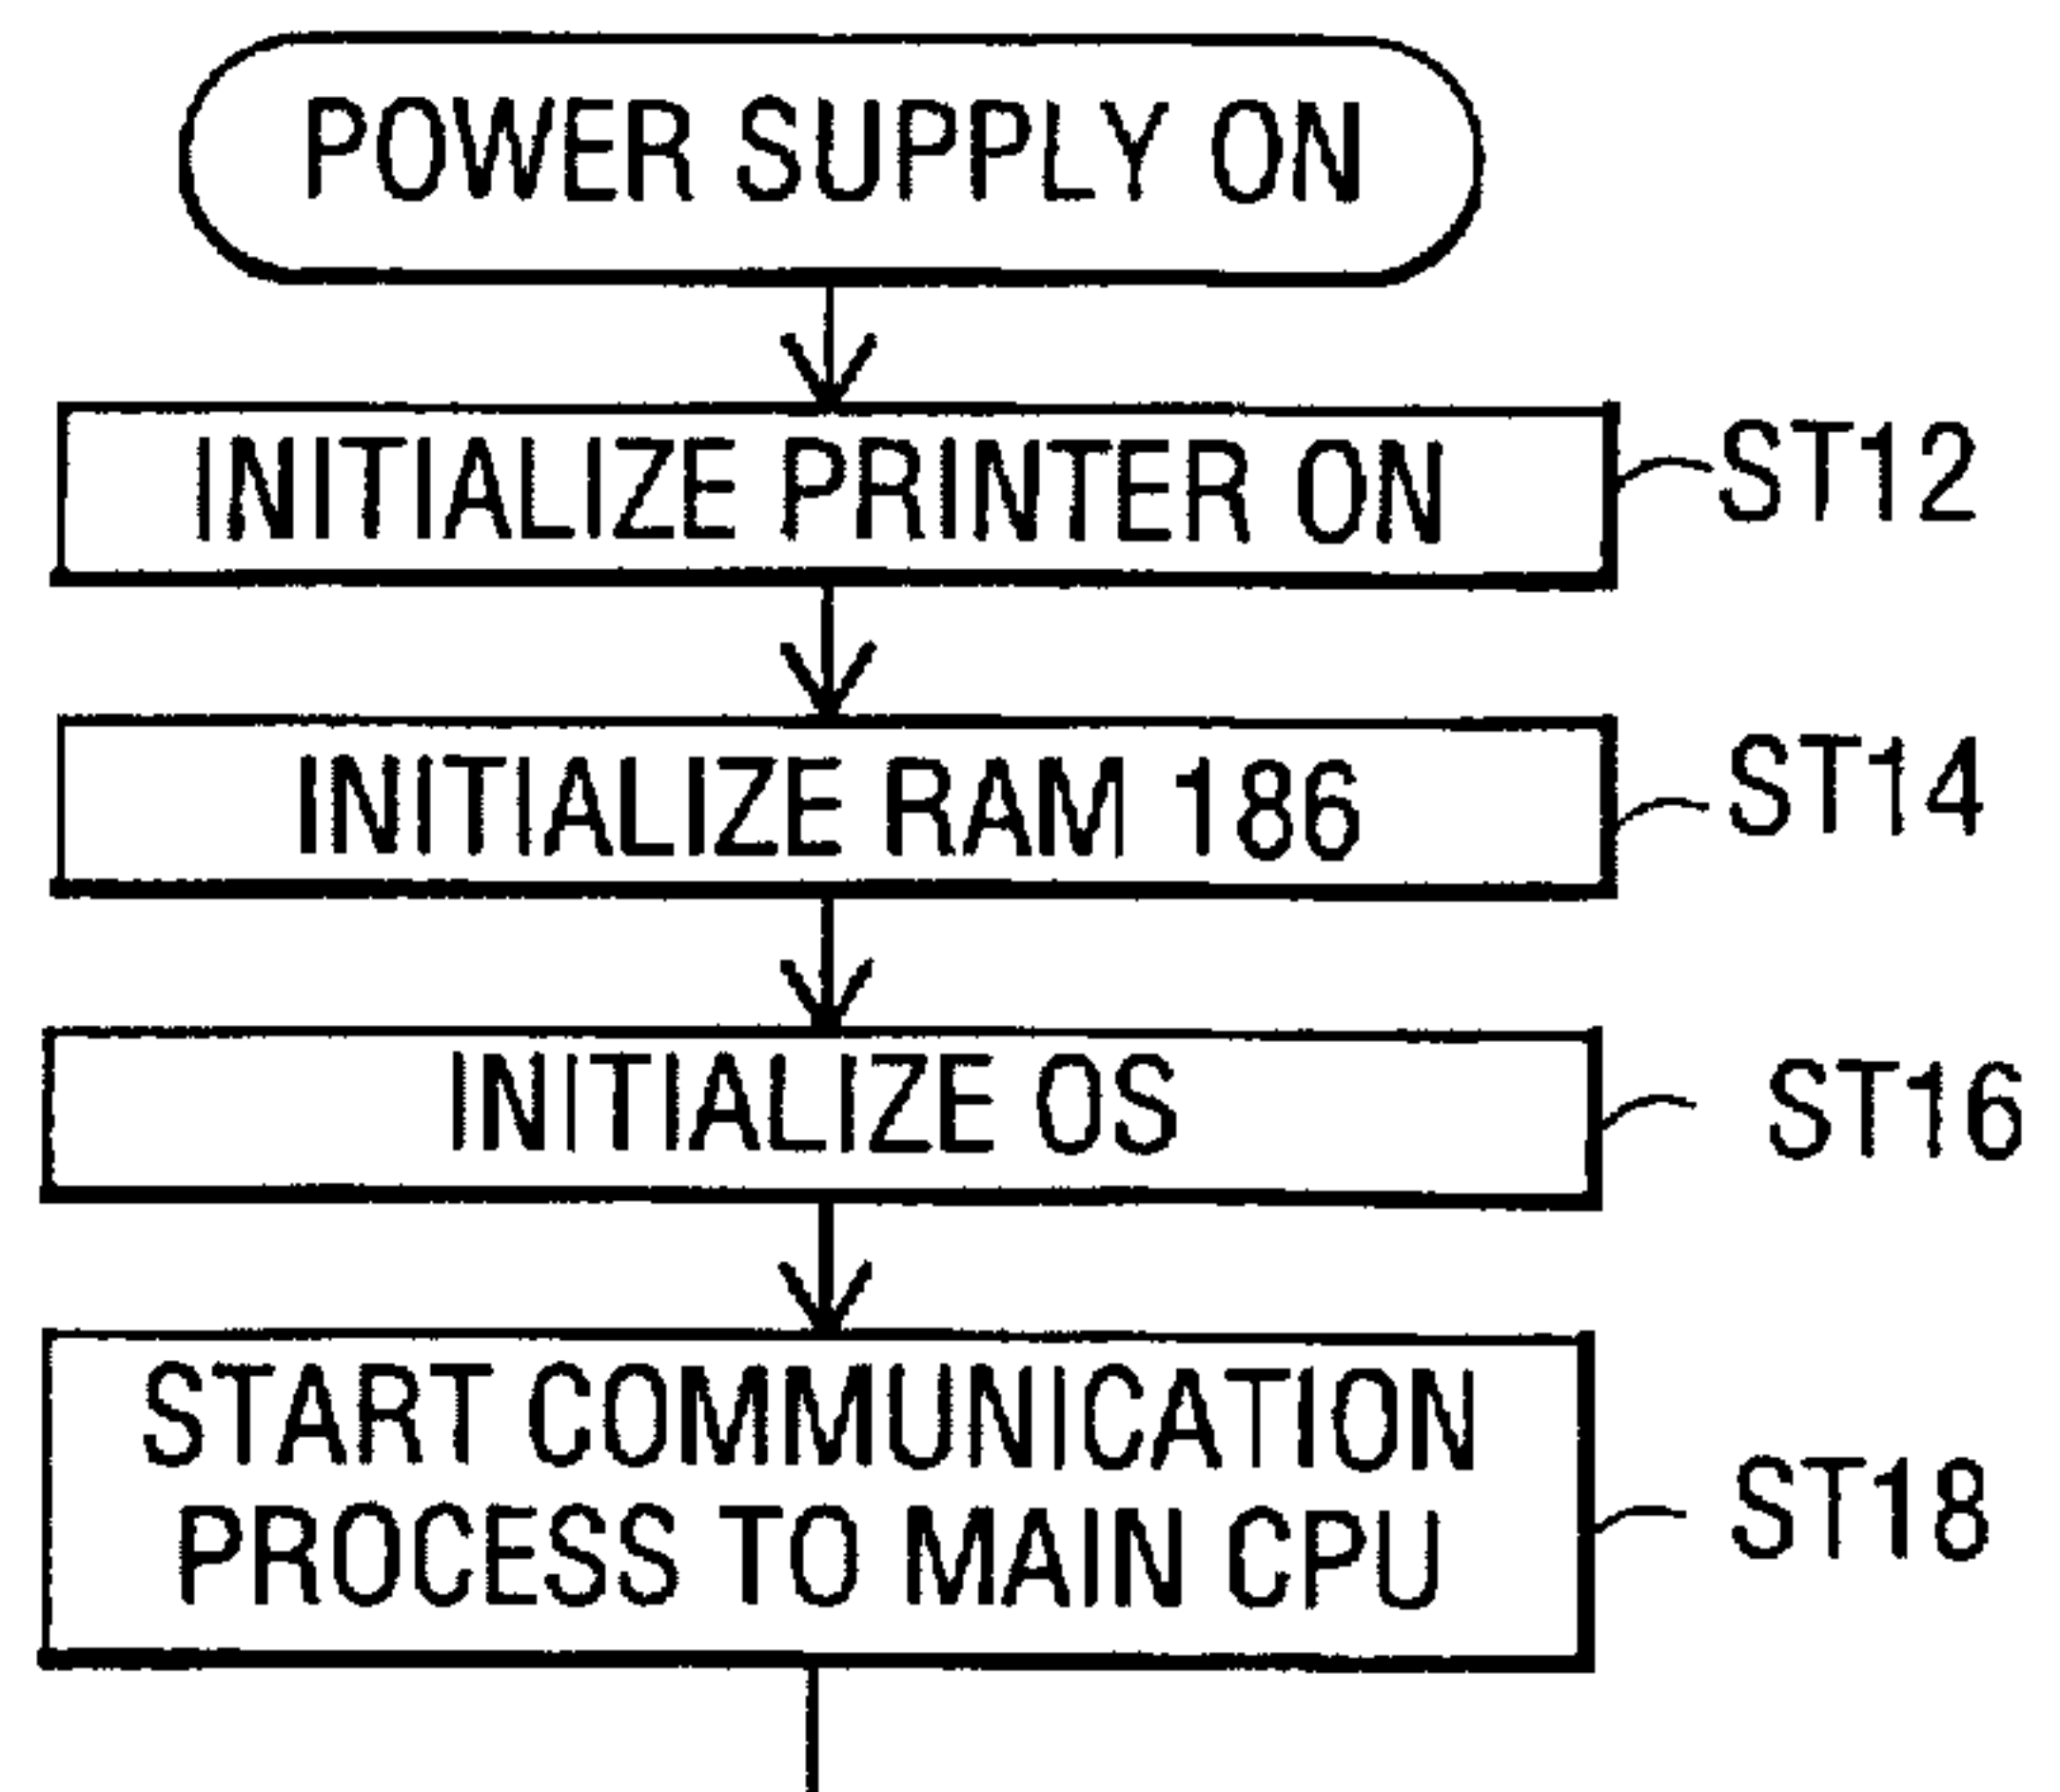 POWER SUPPLY ON
INITIALIZE PRINTER ON
ST12
INITIALIZE RAM 186
ST14
INITIALIZE OS
ST16
START COMMUNICATION
PROCESS TO MAIN CPU
ST18